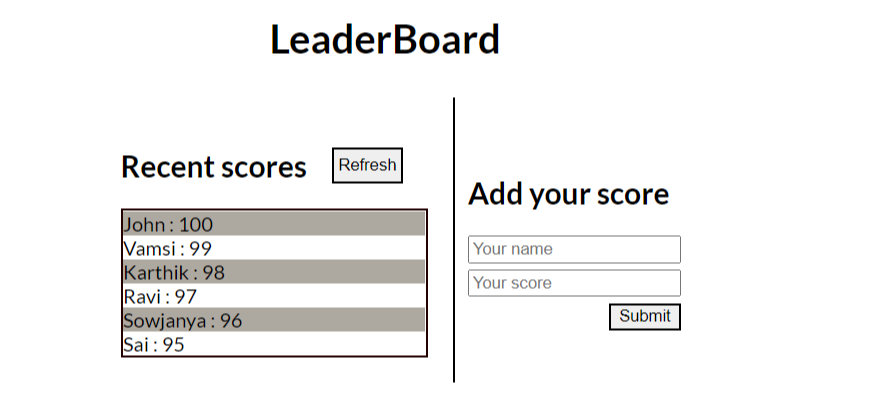 LeaderBoard
Recent scores
Refresh
John : 100
Vamsi : 99
Karthik : 98
Ravi : 97
Sowjanya : 96
Sai : 95
Add your score
Your name
Your score
Submit